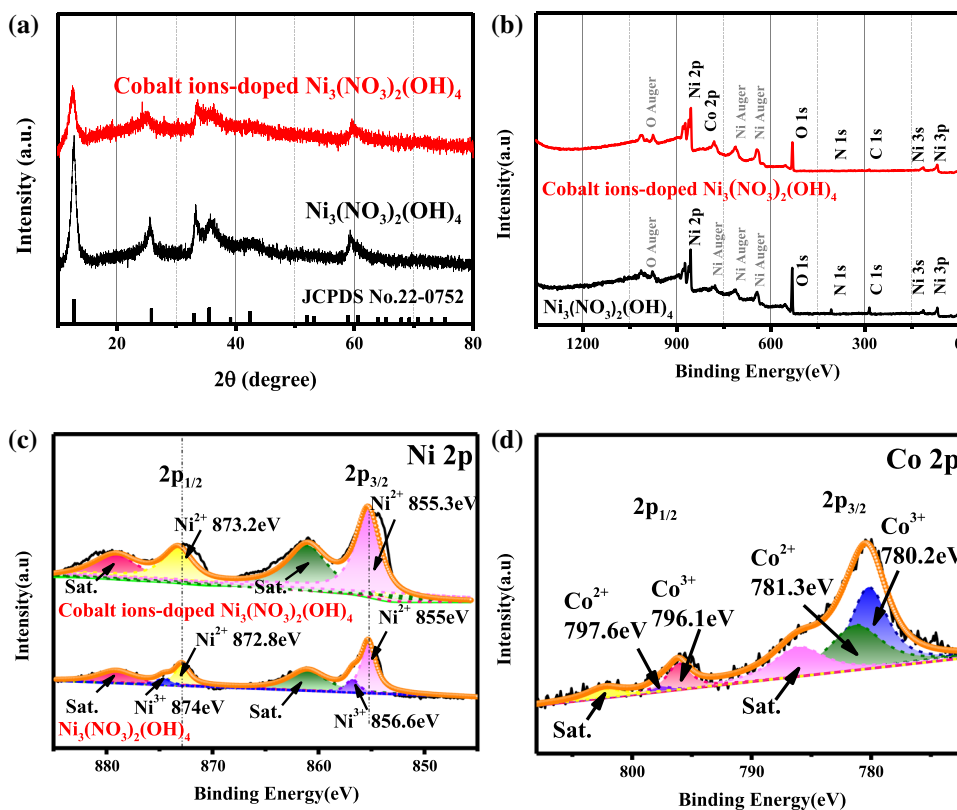 (a)
Intensity (a.u.)
Cobalt ions-doped Ni₃(NO₃)₂(OH)₄
Ni₃(NO₃)₂(OH)₄
JCPDS No.22-0752
20 40 60 80
2θ (degree)
(b)
Intensity(a.u)
O Auger
Ni 2p
Co 2p
Ni Auger
Ni Auger
O 1s
N 1s
C 1s
Ni 3s
Ni 3p
Cobalt ions-doped Ni₃(NO₃)₂(OH)₄
O Auger
Ni 2p
Ni Auger
Ni Auger
Ni Auger
O 1s
N 1s
C 1s
Ni 3s
Ni 3p
Ni₃(NO₃)₂(OH)₄
1200 900 600 300 0
Binding Energy(eV)
(c)
Intensity(a.u)
Ni 2p
2p₁/₂
2p₃/₂
Ni²⁺ 873.2eV
Ni²⁺ 855.3eV
Sat.
Sat.
Cobalt ions-doped Ni₃(NO₃)₂(OH)₄
Ni²⁺ 872.8eV
Ni²⁺
855eV
Sat.
Ni³⁺ 874eV
Sat.
Ni³⁺ 856.6eV
Ni₃(NO₃)₂(OH)₄
880 870 860 850
Binding Energy(eV)
(d)
Intensity(a.u)
Co 2p
2p₁/₂
2p₃/₂
Co²⁺
797.6eV
Co³⁺
796.1eV
Co²⁺
781.3eV
Co³⁺
780.2eV
Sat.
Sat.
800 790 780
Binding Energy(eV)